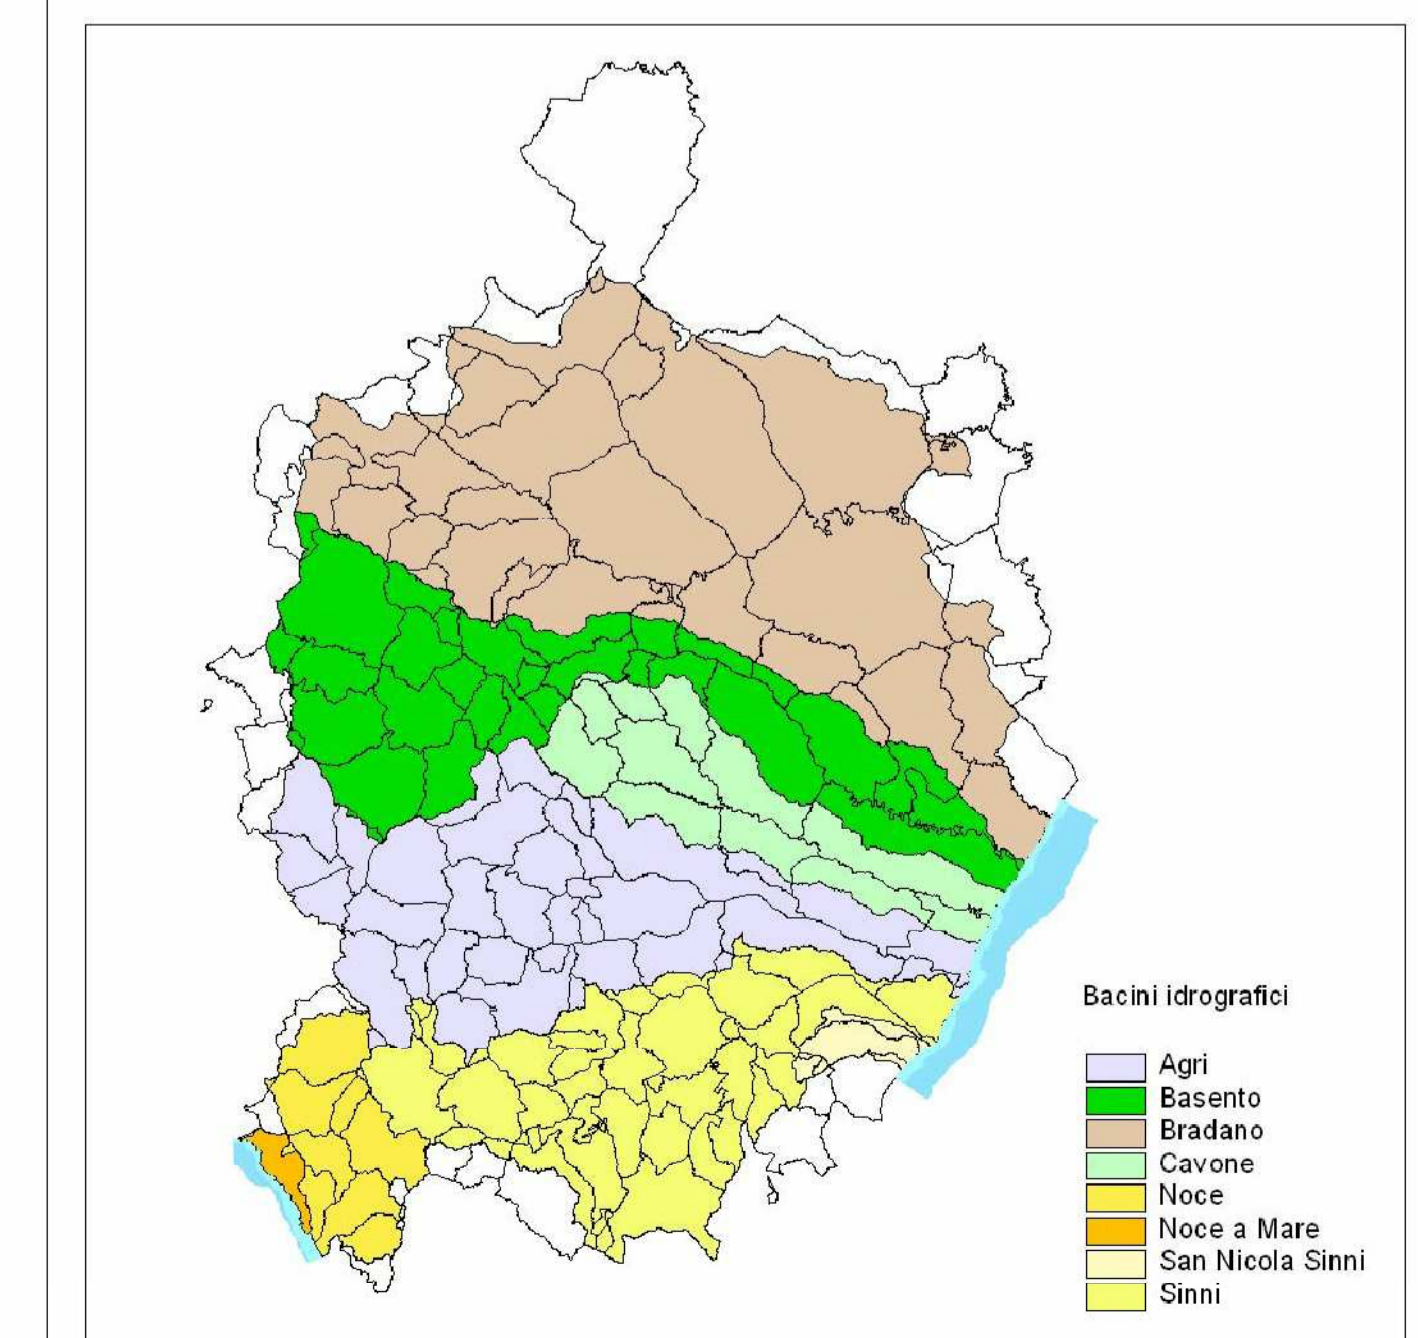 Bacini idrografici
Agri
Basento
Bradano
Cavone
Noce
Noce a Mare
San Nicola Sinni
Sinni